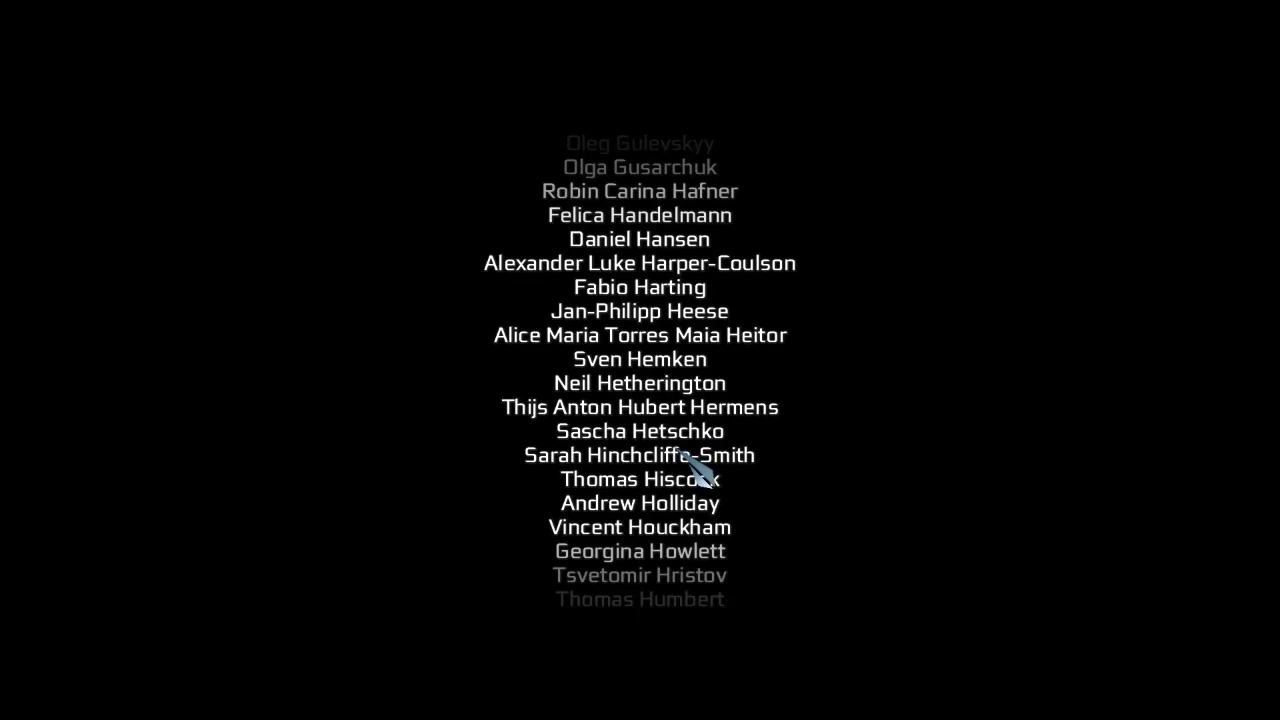 Oleg Gulevskyy
Olga Gusarchuk
Robin Carina Hafner
Felica Handelmann
Daniel Hansen
Alexander Luke Harper-Coulson
Fabio Harting
Jan-Philipp Heese
Alice Maria Torres Maia Heitor
Sven Hemken
Neil Hetherington
Thijs Anton Hubert Hermens
Sascha Hetschko
Sarah Hinchcliffe-Smith
Thomas Hiscock
Andrew Holliday
Vincent Houckham
Georgina Howlett
Tsvetomir Hristov
Thomas Humbert